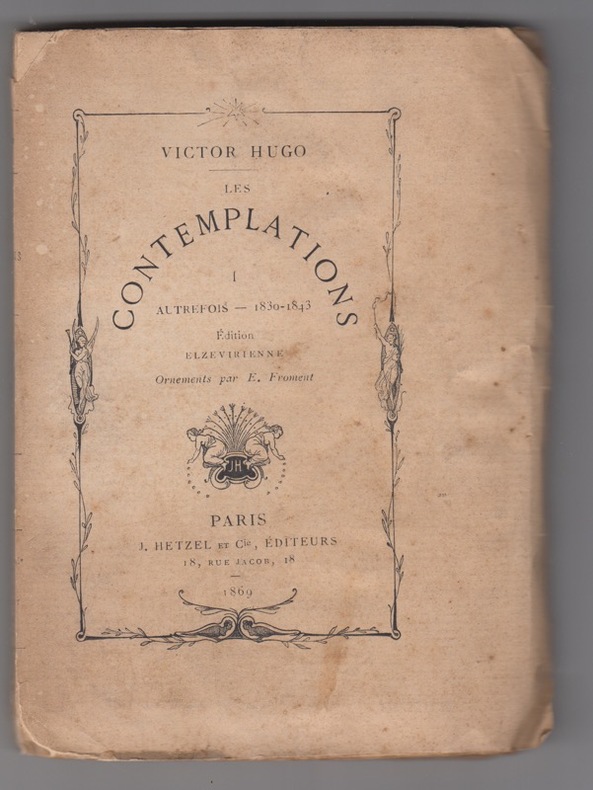 VICTOR HUGO
LES
CONTEMPLATIONS
I
AUTREFOIS — 1830-1843
Édition
ELZEVIRIENNE
Ornements par E. Froment
JH
PARIS
J. HETZEL ET Cie, ÉDITEURS
18, RUE JACOB, 18
1869